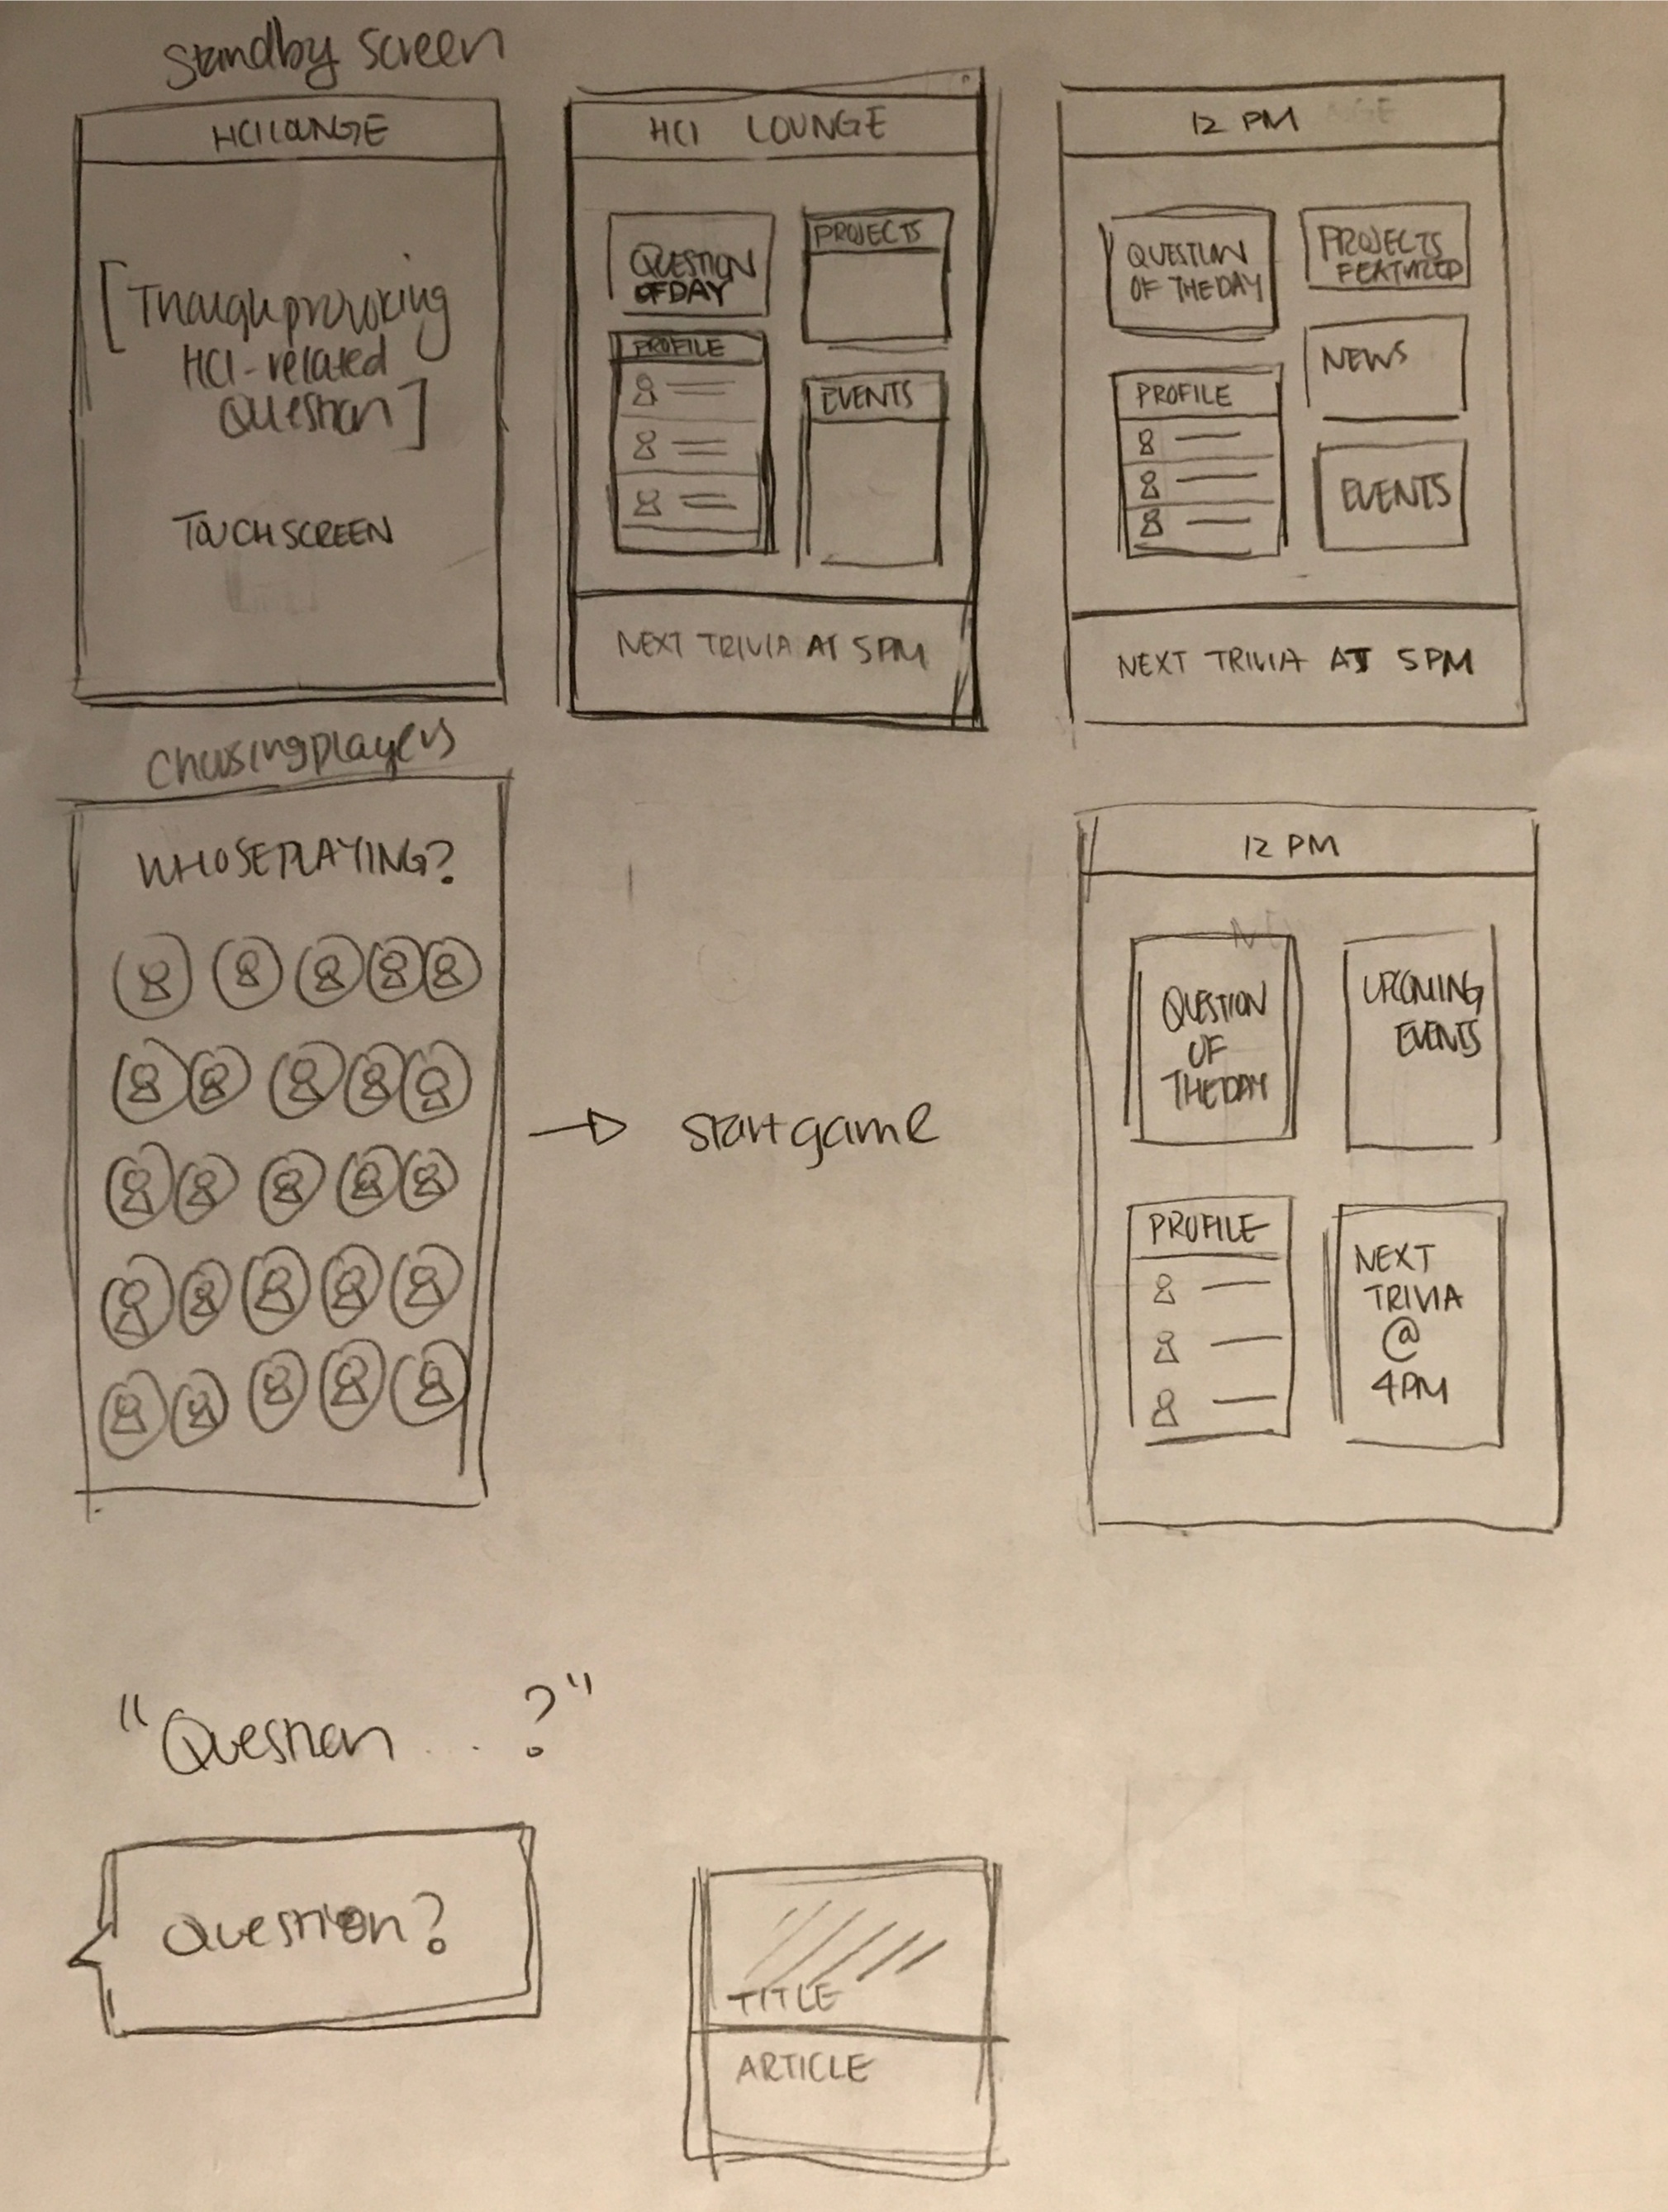 Standby screen
HCI LOUNGE
[Thoughtprovoking
HCI-related
Question]
TOUCH SCREEN
HCI LOUNGE
QUESTION
OF DAY
PROJECTS
PROFILE
EVENTS
NEXT TRIVIA AT 5PM
12 PM
QUESTION
OF THE DAY
PROJECTS
FEATURED
NEWS
PROFILE
EVENTS
NEXT TRIVIA AT 5PM
Choosing players
WHOSE PLAYING?
start game
12 PM
QUESTION
OF
THE DAY
UPCOMING
EVENTS
PROFILE
NEXT
TRIVIA
@
4PM
"Question ... ?"
Question?
TITLE
ARTICLE